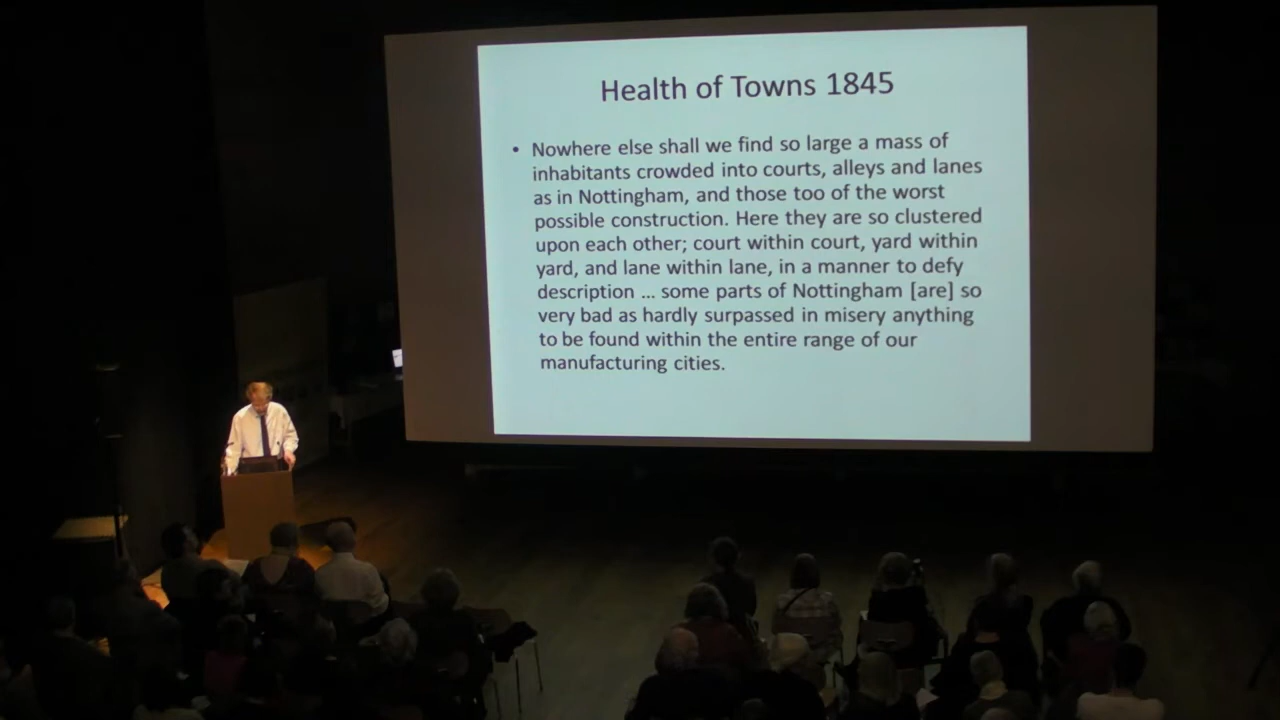 Health of Towns 1845
• Nowhere else shall we find so large a mass of
inhabitants crowded into courts, alleys and lanes
as in Nottingham, and those too of the worst
possible construction. Here they are so clustered
upon each other; court within court, yard within
yard, and lane within lane, in a manner to defy
description ... some parts of Nottingham [are] so
very bad as hardly surpassed in misery anything
to be found within the entire range of our
manufacturing cities.